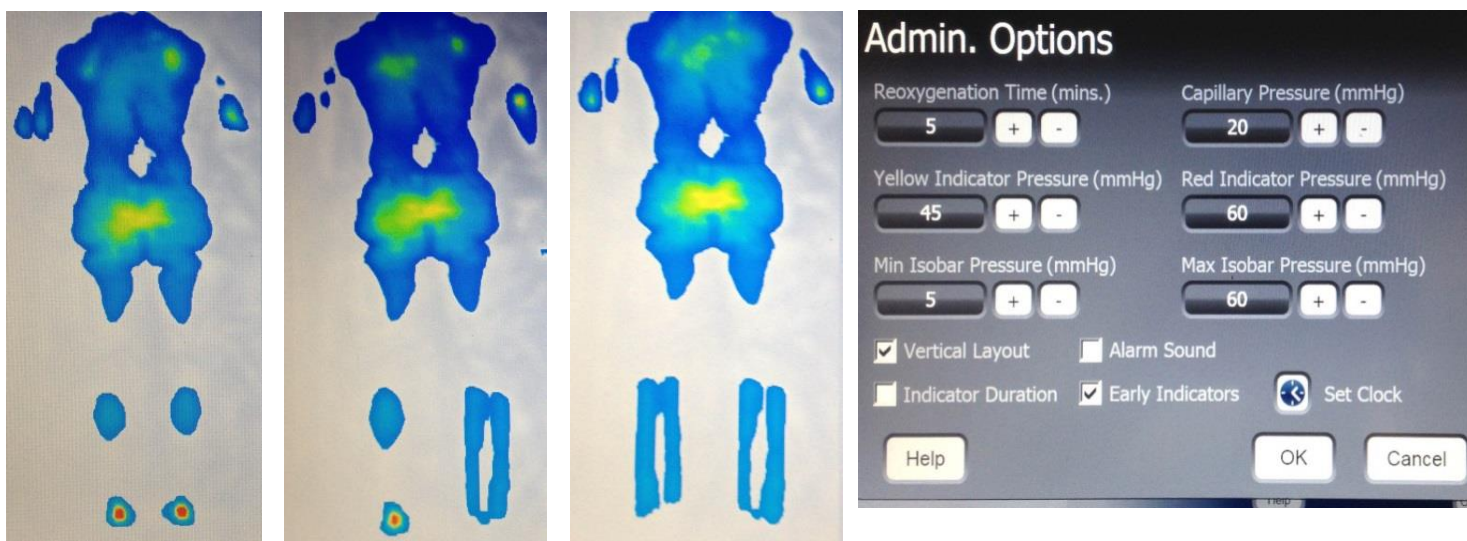 Admin. Options
Reoxygenation Time (mins.) Capillary Pressure (mmHg)
5 + - 20 + -
Yellow Indicator Pressure (mmHg) Red Indicator Pressure (mmHg)
45 + - 60 + -
Min Isobar Pressure (mmHg) Max Isobar Pressure (mmHg)
5 + - 60 + -
Vertical Layout Alarm Sound
Indicator Duration Early Indicators Set Clock
Help OK Cancel
Help